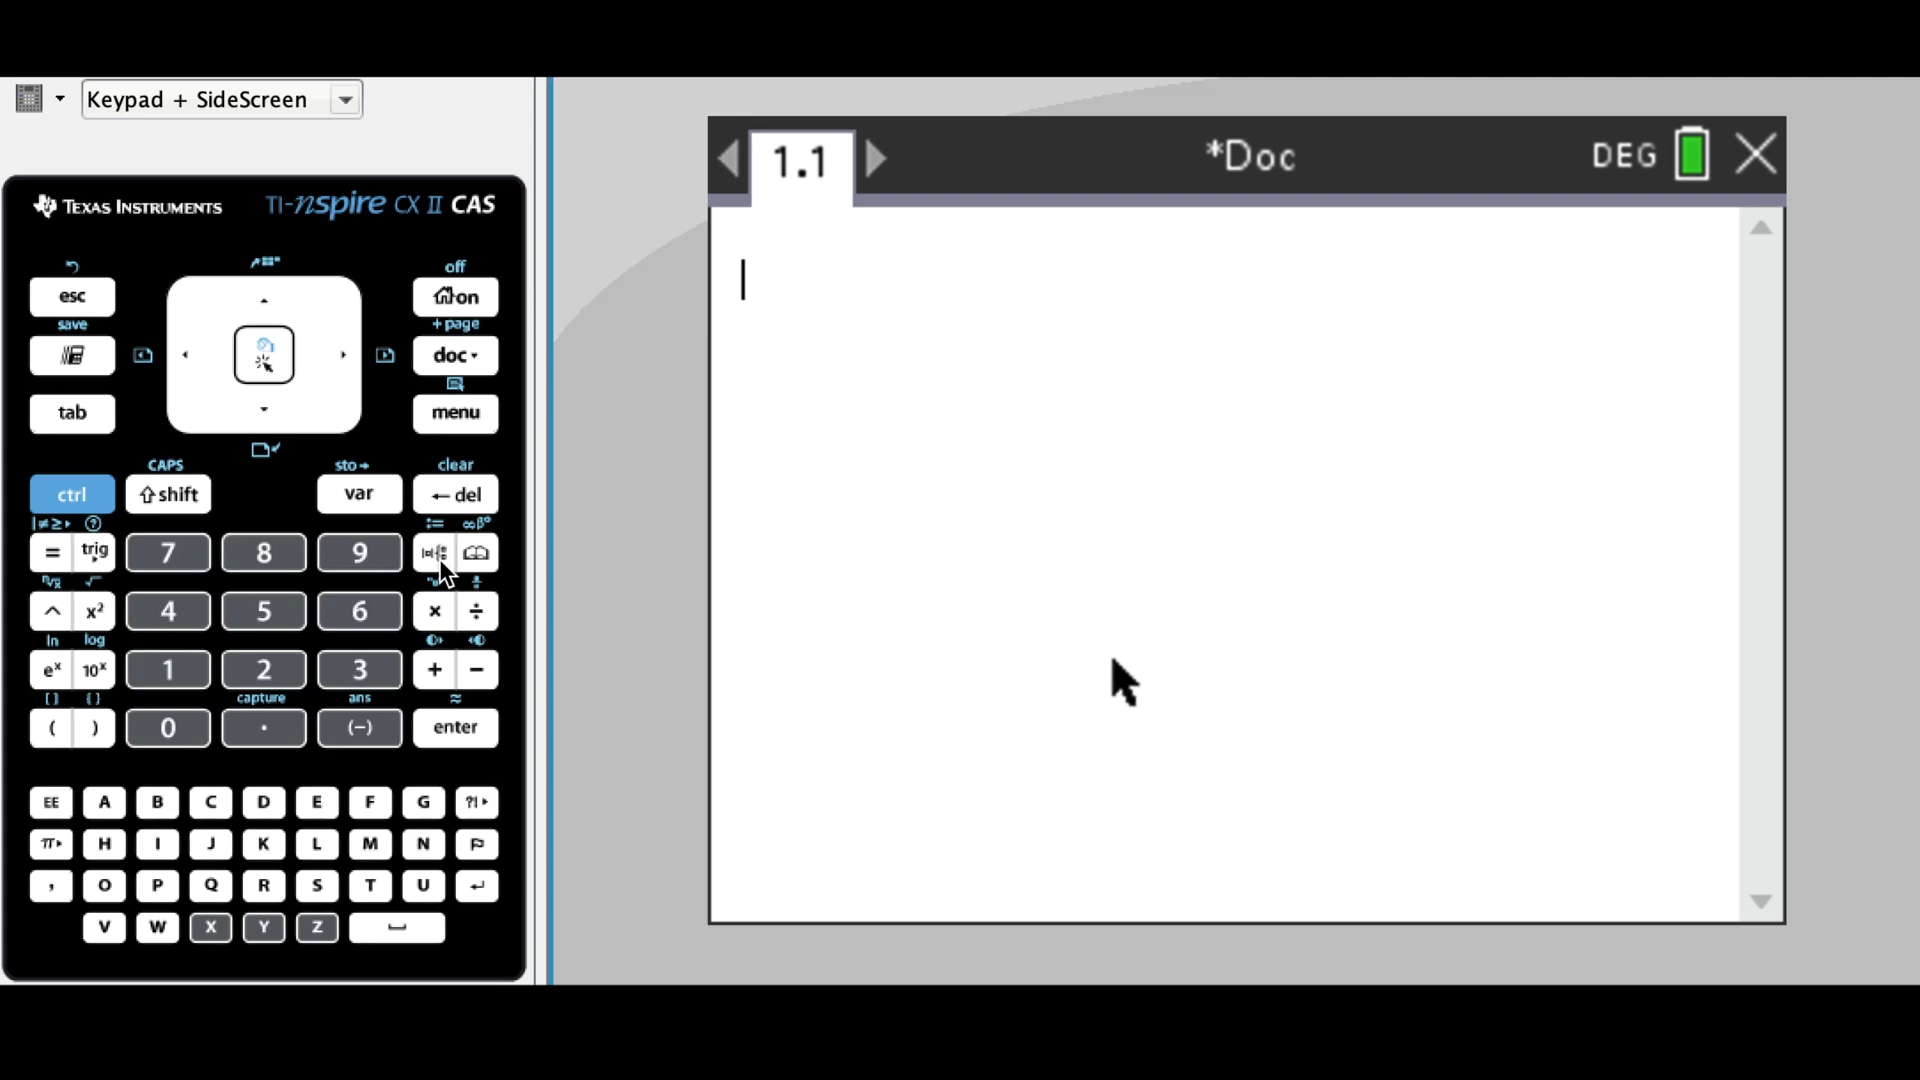 Keypad + SideScreen
1.1
*Doc
DEG
TEXAS INSTRUMENTS
TI-nspire CX II CAS
off
esc
on
save
+ page
doc
tab
menu
CAPS
sto
clear
ctrl
shift
var
del
|≠≥▸ ?
:= ∞β°
= trig 7 8 9
ⁿ√x √
^ x² 4 5 6 × ÷
ln log
eˣ 10ˣ 1 2 3 + −
[ ] { }
capture
ans
≈
( ) 0 . (−) enter
EE A B C D E F G ?!▸
π▸ H I J K L M N
, O P Q R S T U
V W X Y Z